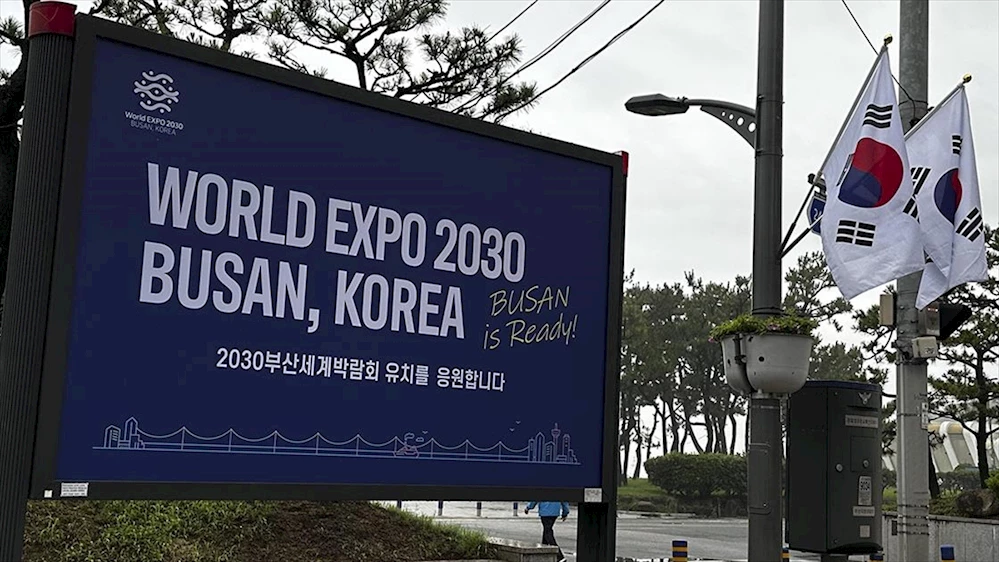 World EXPO 2030
BUSAN, KOREA
WORLD EXPO 2030
BUSAN, KOREA
BUSAN
is Ready!
2030부산세계박람회 유치를 응원합니다